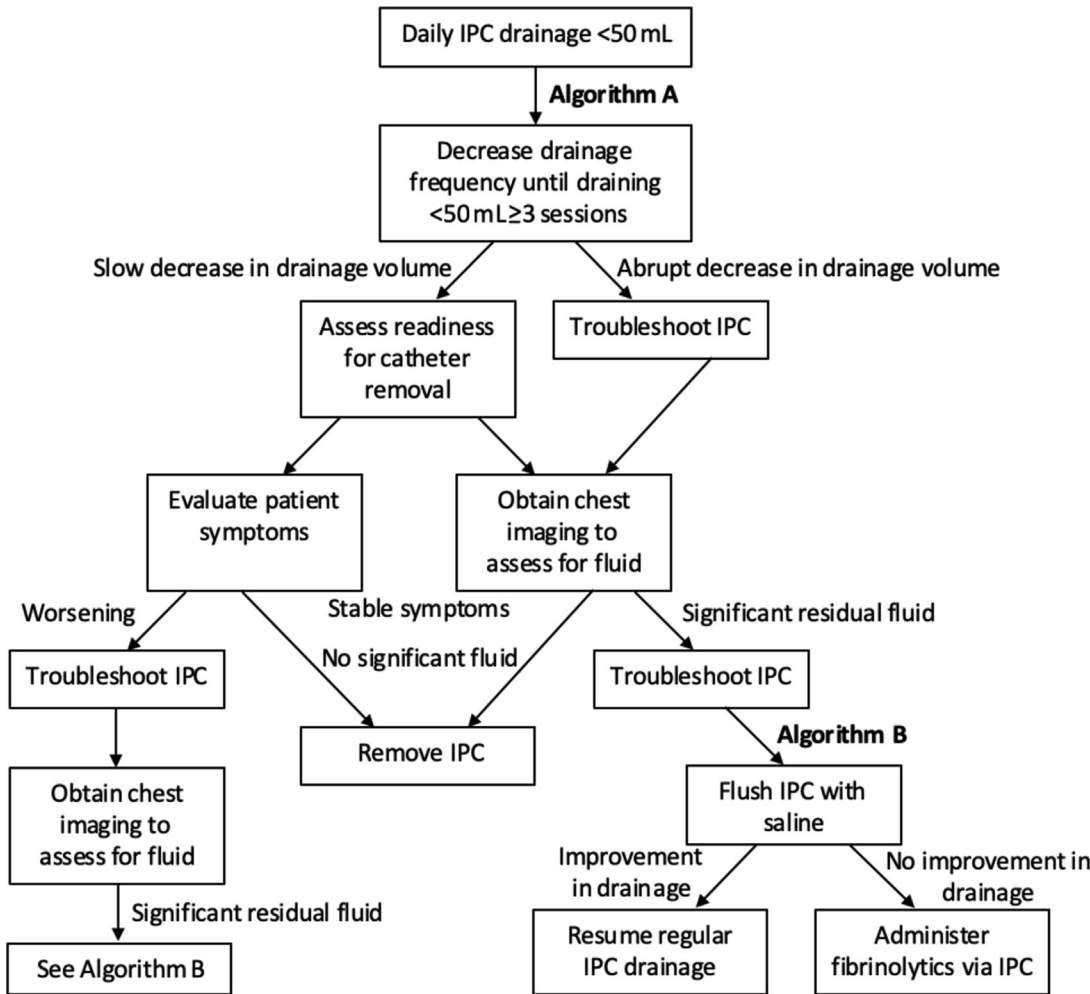 Daily IPC drainage <50 mL
Algorithm A
Decrease drainage
frequency until draining
<50 mL≥3 sessions
Slow decrease in drainage volume
Abrupt decrease in drainage volume
Assess readiness
for catheter
removal
Troubleshoot IPC
Evaluate patient
symptoms
Obtain chest
imaging to
assess for fluid
Worsening
Stable symptoms
No significant fluid
Significant residual fluid
Troubleshoot IPC
Remove IPC
Troubleshoot IPC
Algorithm B
Obtain chest
imaging to
assess for fluid
Flush IPC with
saline
Improvement
in drainage
No improvement in
drainage
Significant residual fluid
See Algorithm B
Resume regular
IPC drainage
Administer
fibrinolytics via IPC